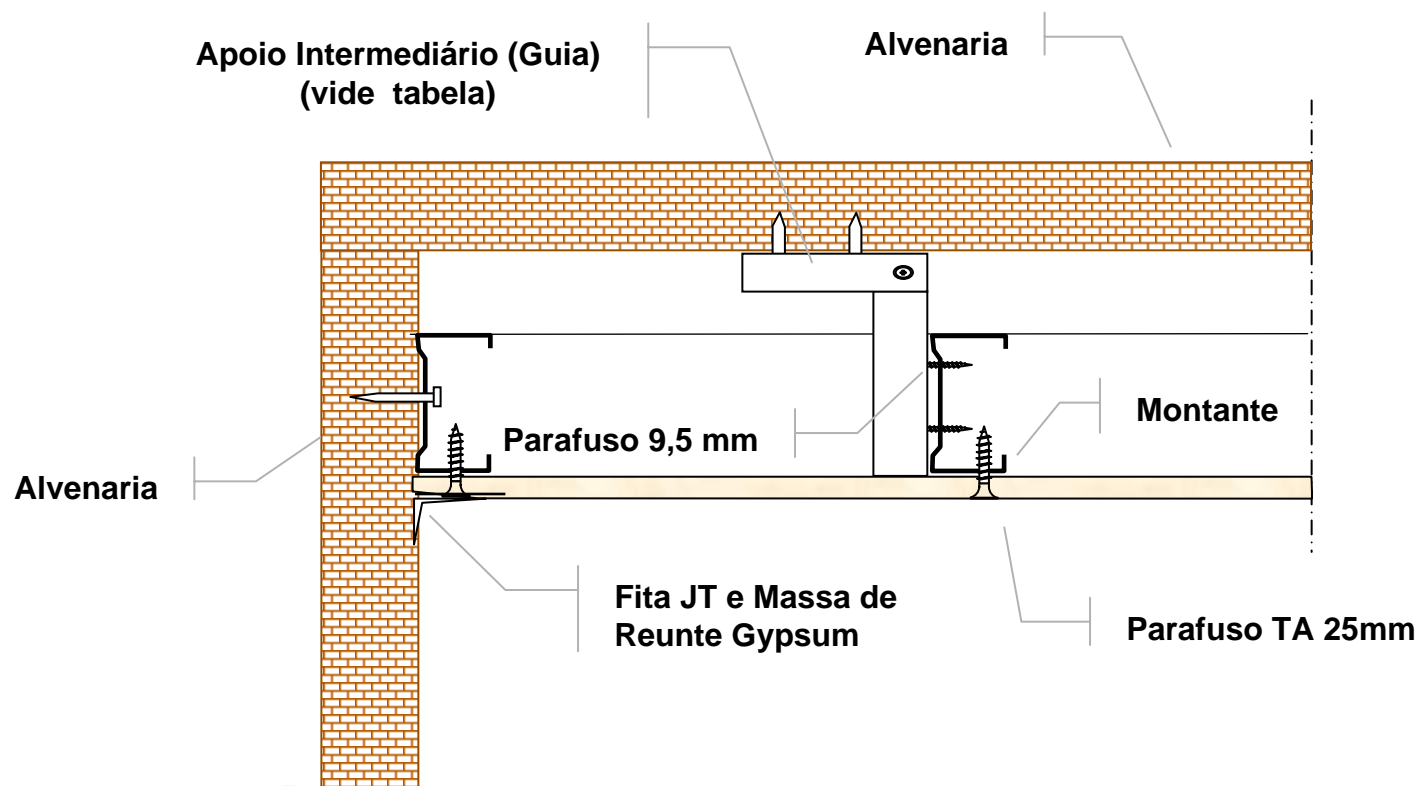 Apoio Intermediário (Guia)
(vide tabela)
Alvenaria
Parafuso 9,5 mm
Montante
Alvenaria
Fita JT e Massa de
Reunte Gypsum
Parafuso TA 25mm